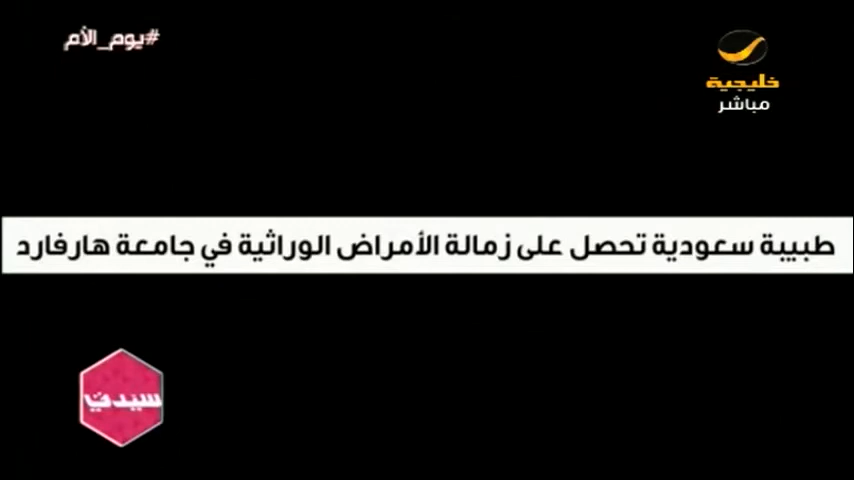 #يوم_الأم
خليجية
مباشر
طبيبة سعودية تحصل على زمالة الأمراض الوراثية في جامعة هارفارد
سيدتي